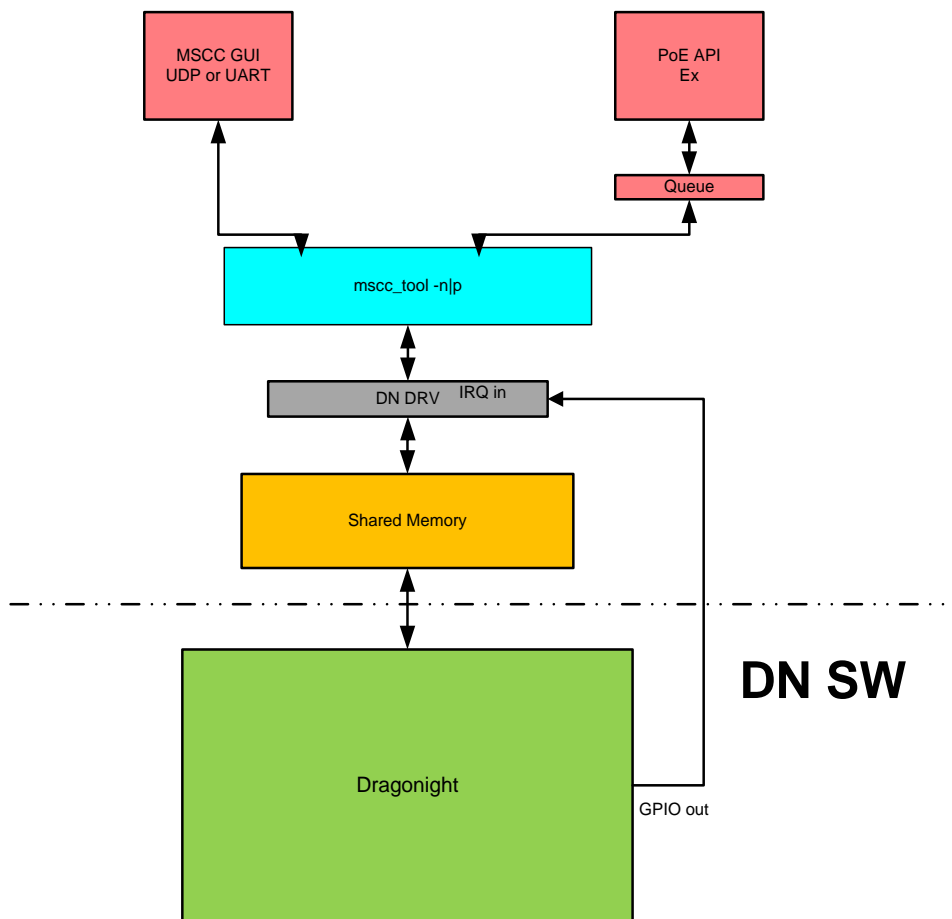 MSCC GUI
UDP or UART
PoE API
Ex
Queue
mscc_tool -n|p
DN DRV
IRQ in
Shared Memory
DN SW
Dragonight
GPIO out